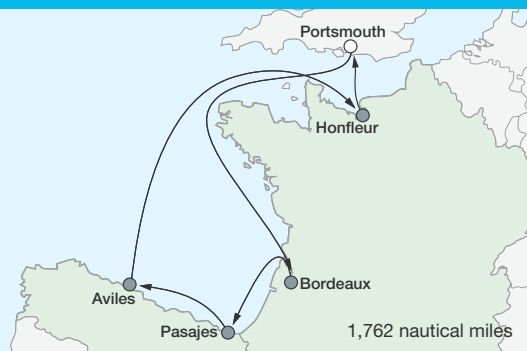 Portsmouth
Honfleur
Bordeaux
Aviles
Pasajes
1,762 nautical miles